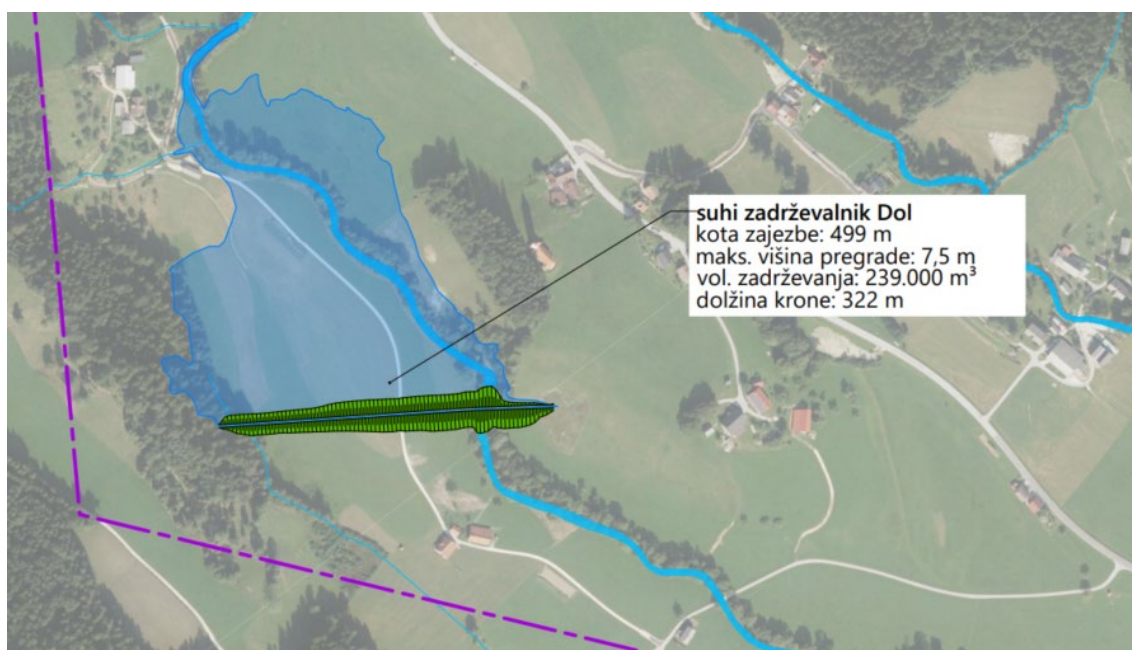 suhi zadrževalnik Dol
kota zajezbe: 499 m
maks. višina pregrade: 7,5 m
vol. zadrževanja: 239.000 m³
dolžina krone: 322 m